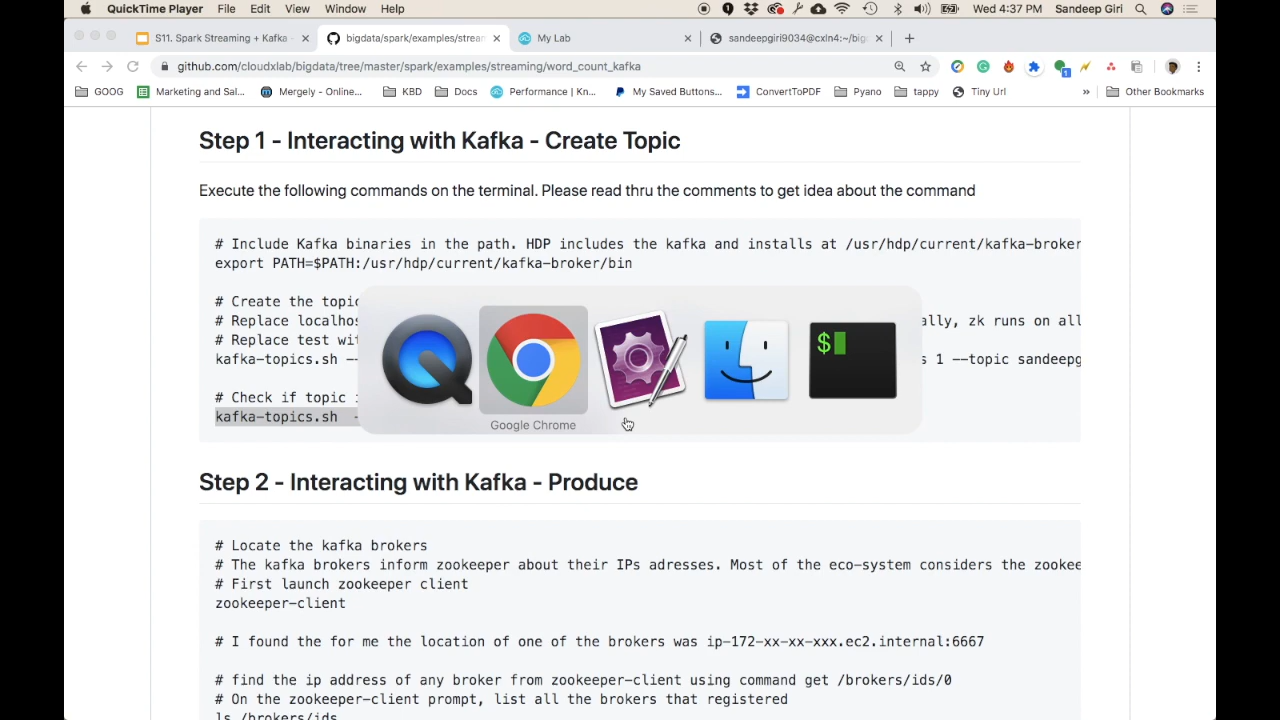 QuickTime Player File Edit View Window Help Wed 4:37 PM Sandeep Giri
S11. Spark Streaming + Kafka bigdata/spark/examples/strean My Lab sandeepgiri9034@cxln4:~/big
github.com/cloudxlab/bigdata/tree/master/spark/examples/streaming/word_count_kafka
GOOG Marketing and Sal... Mergely - Online... KBD Docs Performance | Kn... My Saved Buttons... ConvertToPDF Pyano tappy Tiny Url » Other Bookmarks
Step 1 - Interacting with Kafka - Create Topic
Execute the following commands on the terminal. Please read thru the comments to get idea about the command
# Include Kafka binaries in the path. HDP includes the kafka and installs at /usr/hdp/current/kafka-broker
export PATH=$PATH:/usr/hdp/current/kafka-broker/bin
# Create the topic
# Replace localhos ally, zk runs on all
# Replace test wit
kafka-topics.sh -- s 1 --topic sandeepg
# Check if topic i
kafka-topics.sh -
$
Google Chrome
Step 2 - Interacting with Kafka - Produce
# Locate the kafka brokers
# The kafka brokers inform zookeeper about their IPs adresses. Most of the eco-system considers the zookee
# First launch zookeeper client
zookeeper-client
# I found the for me the location of one of the brokers was ip-172-xx-xx-xxx.ec2.internal:6667
# find the ip address of any broker from zookeeper-client using command get /brokers/ids/0
# On the zookeeper-client prompt, list all the brokers that registered
ls /brokers/ids